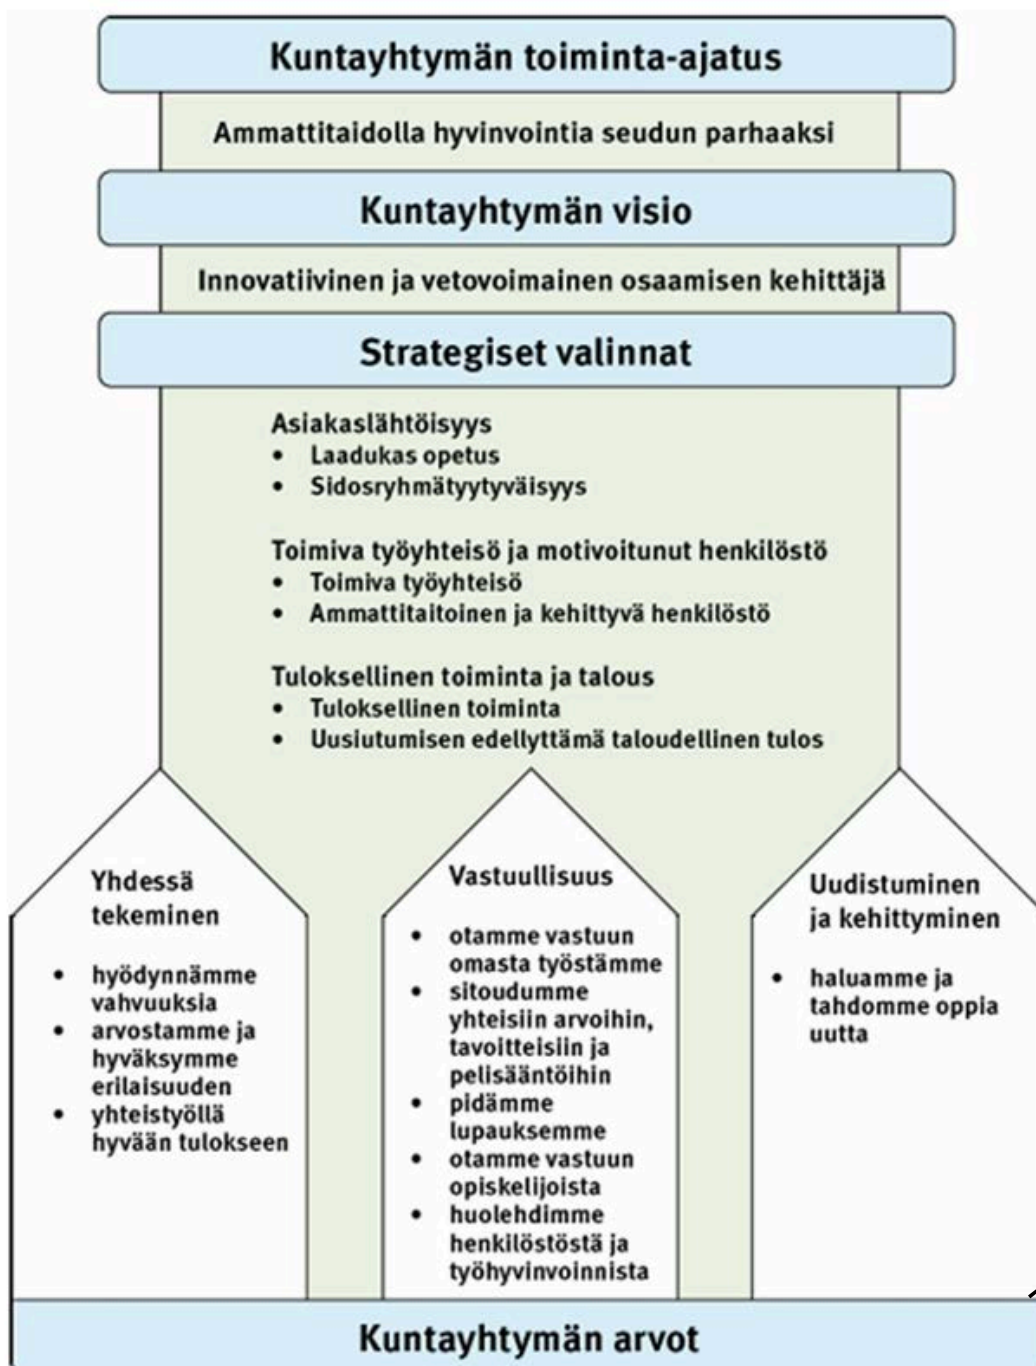 Kuntayhtymän toiminta-ajatus
Ammattitaidolla hyvinvointia seudun parhaaksi
Kuntayhtymän visio
Innovatiivinen ja vetovoimainen osaamisen kehittäjä
Strategiset valinnat
Asiakaslähtöisyys
• Laadukas opetus
• Sidosryhmätyytyväisyys
Toimiva työyhteisö ja motivoitunut henkilöstö
• Toimiva työyhteisö
• Ammattitaitoinen ja kehittyvä henkilöstö
Tuloksellinen toiminta ja talous
• Tuloksellinen toiminta
• Uusiutumisen edellyttämä taloudellinen tulos
Yhdessä
tekeminen
• hyödynnämme
vahvuuksia
• arvostamme ja
hyväksymme
erilaisuuden
• yhteistyöllä
hyvään tulokseen
Vastuullisuus
• otamme vastuun
omasta työstämme
• sitoudumme
yhteisiin arvoihin,
tavoitteisiin ja
pelisääntöihin
• pidämme
lupauksemme
• otamme vastuun
opiskelijoista
• huolehdimme
henkilöstöstä ja
työhyvinvoinnista
Uudistuminen
ja kehittyminen
• haluamme ja
tahdomme oppia
uutta
Kuntayhtymän arvot